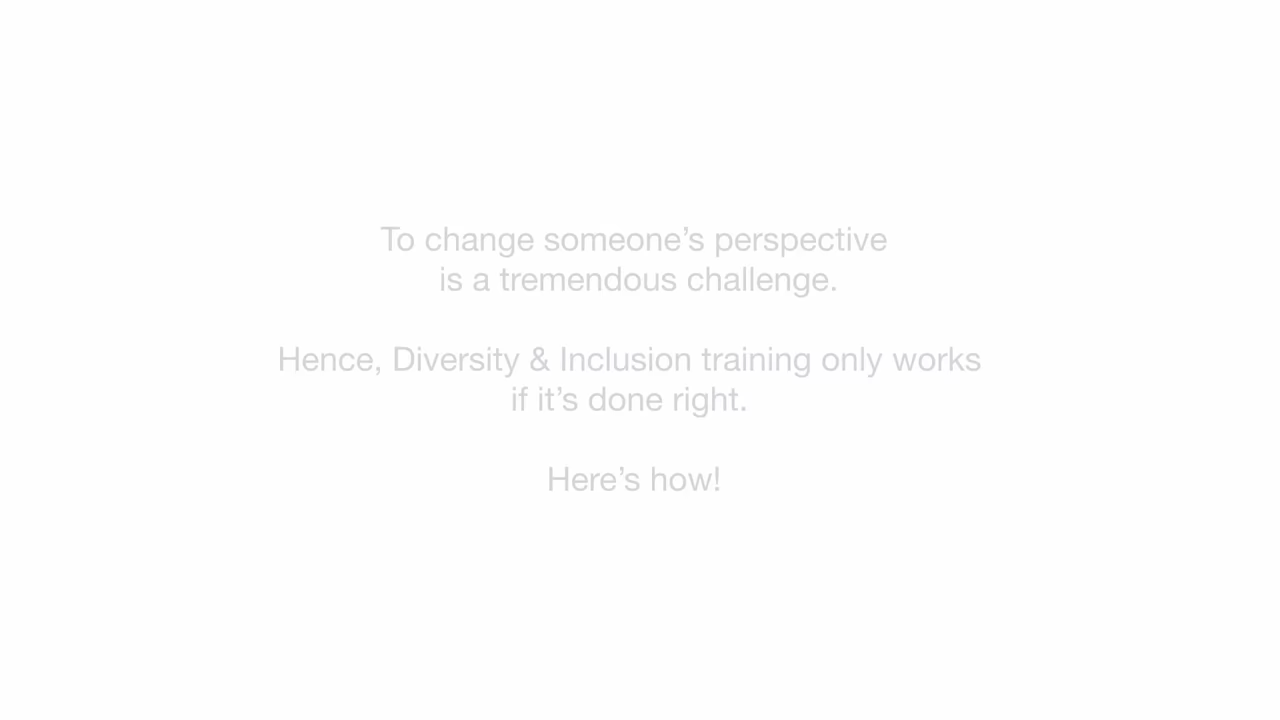 To change someone’s perspective
is a tremendous challenge.
Hence, Diversity & Inclusion training only works
if it’s done right.
Here’s how!